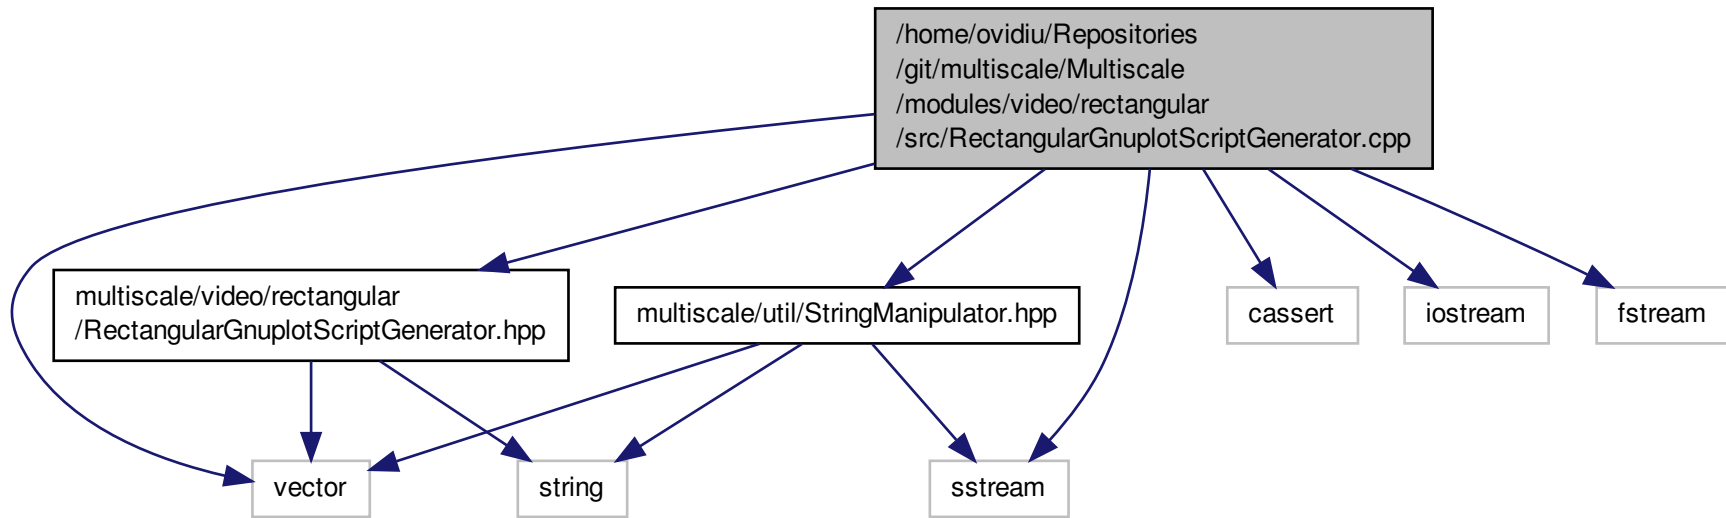 /home/ovidiu/Repositories
/git/multiscale/Multiscale
/modules/video/rectangular
/src/RectangularGnuplotScriptGenerator.cpp
multiscale/video/rectangular
/RectangularGnuplotScriptGenerator.hpp
multiscale/util/StringManipulator.hpp
cassert
iostream
fstream
vector
string
sstream